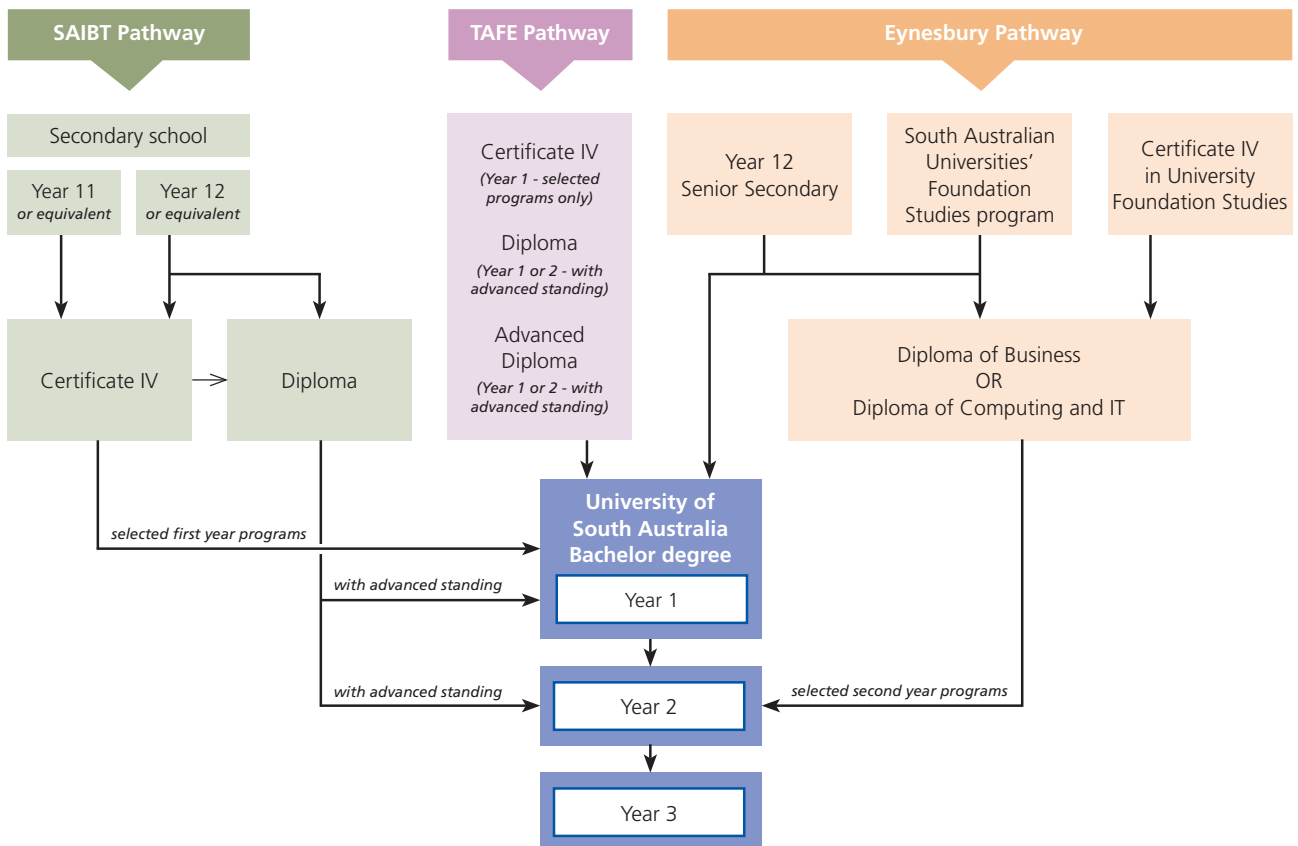 SAIBT Pathway
TAFE Pathway
Eynesbury Pathway
Secondary school
Year 11
or equivalent
Year 12
or equivalent
Certificate IV
Diploma
Certificate IV
(Year 1 - selected
programs only)
Diploma
(Year 1 or 2 - with
advanced standing)
Advanced
Diploma
(Year 1 or 2 - with
advanced standing)
Year 12
Senior Secondary
South Australian
Universities’
Foundation
Studies program
Certificate IV
in University
Foundation Studies
Diploma of Business
OR
Diploma of Computing and IT
selected first year programs
with advanced standing
with advanced standing
selected second year programs
University of
South Australia
Bachelor degree
Year 1
Year 2
Year 3